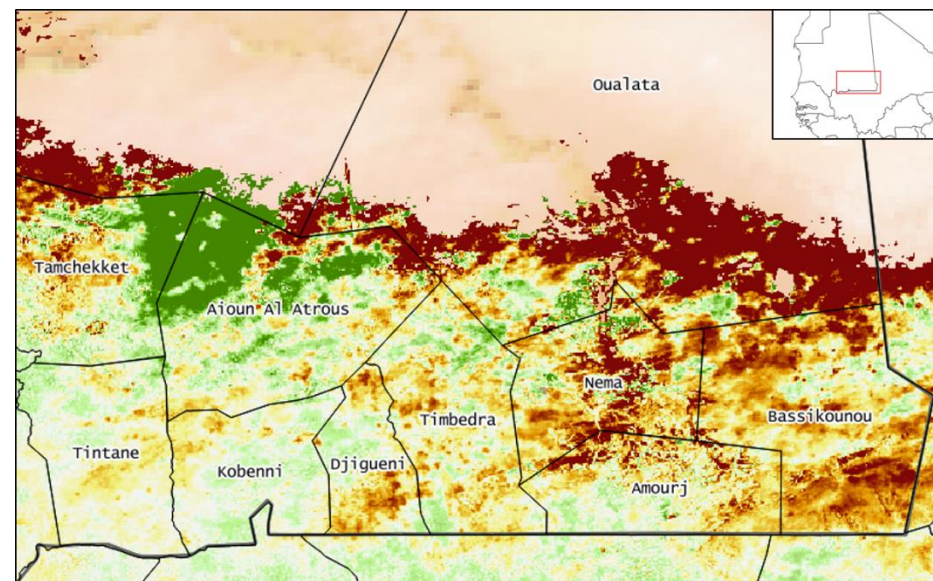 Oualata
Tamchekket
Aioun Al Atrous
Nema
Bassikounou
Timbedra
Tintane
Kobenni
Djigueni
Amourj